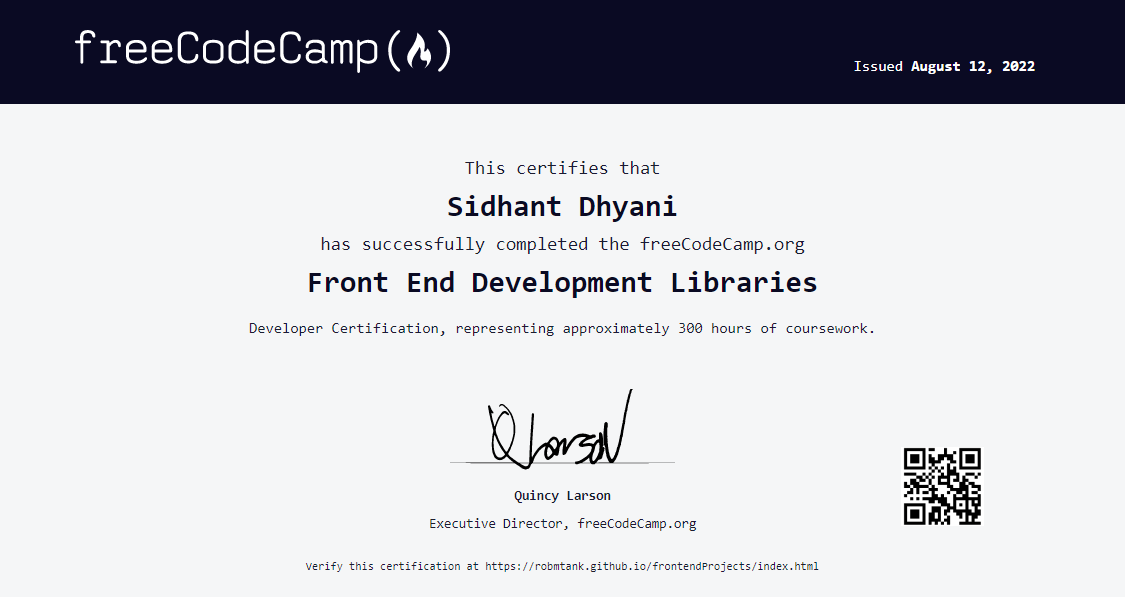 freeCodeCamp
Issued August 12, 2022
This certifies that
Sidhant Dhyani
has successfully completed the freeCodeCamp.org
Front End Development Libraries
Developer Certification, representing approximately 300 hours of coursework.
Q Larson
Quincy Larson
Executive Director, freeCodeCamp.org
Verify this certification at https://robmtank.github.io/frontendProjects/index.html